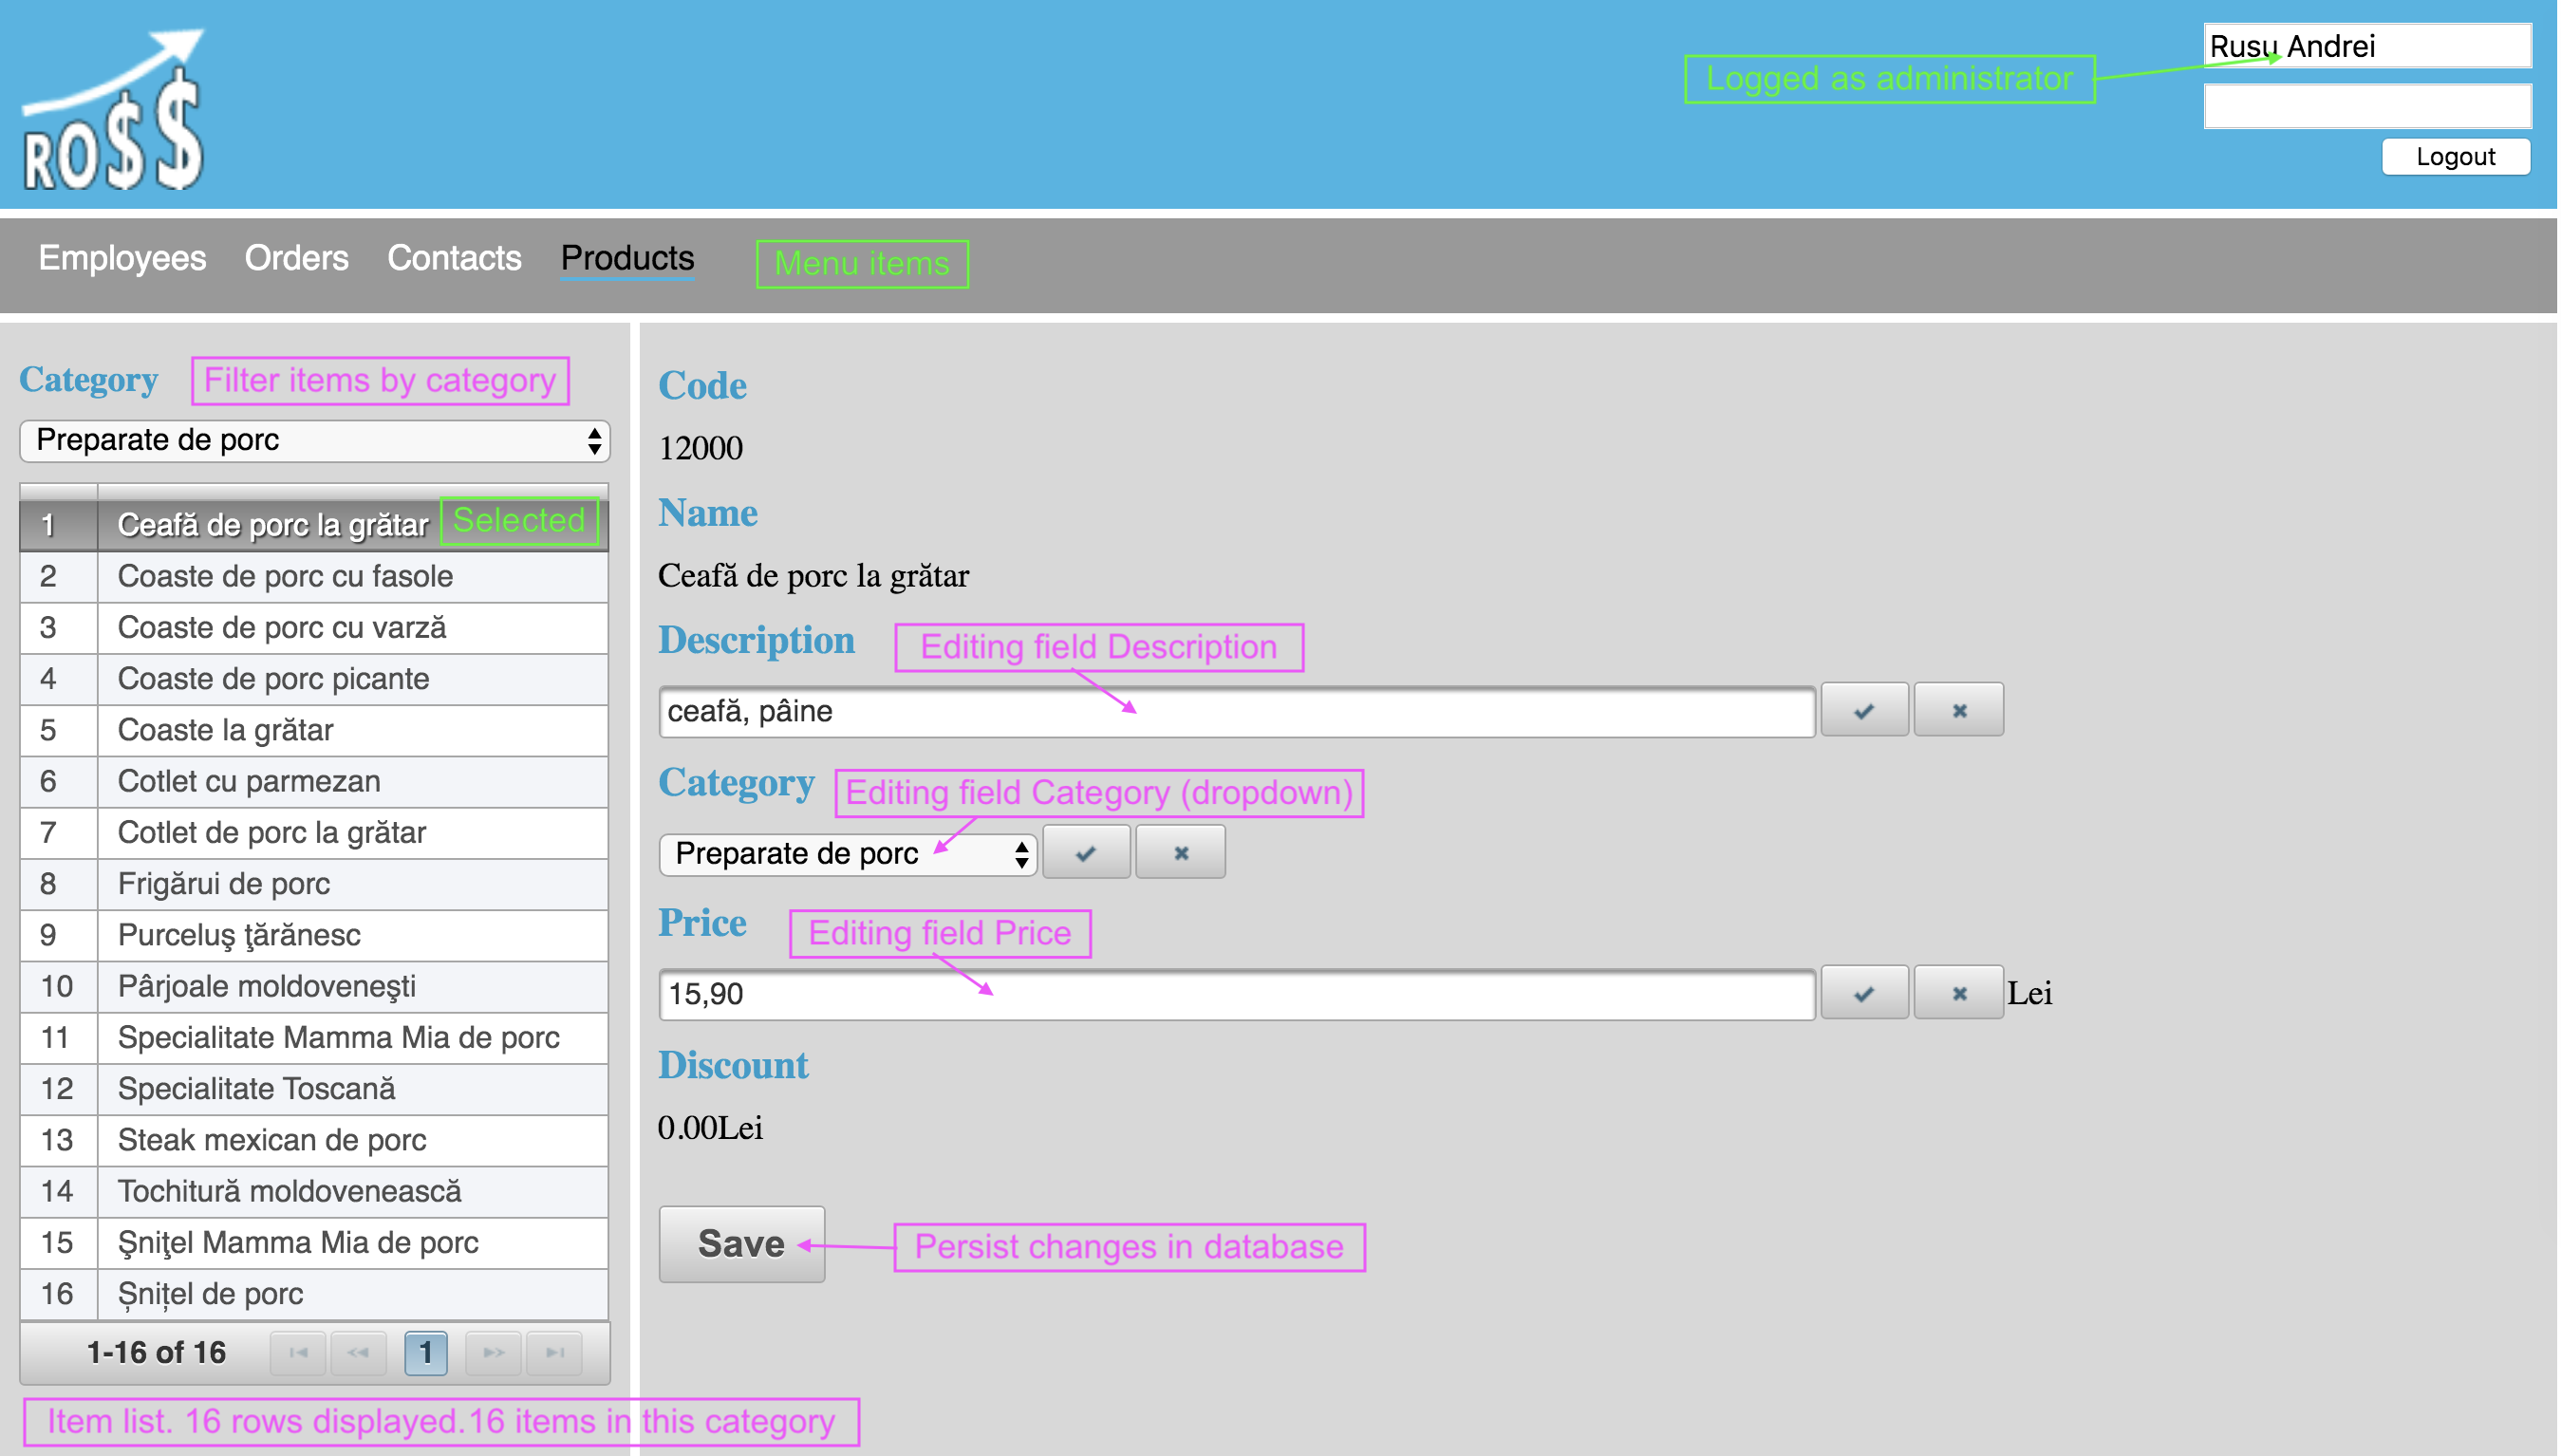 RO$$
Rusu Andrei
Logged as administrator
Logout
Employees Orders Contacts Products Menu items
Category Filter items by category
Preparate de porc
1 Ceafă de porc la grătar Selected
2 Coaste de porc cu fasole
3 Coaste de porc cu varză
4 Coaste de porc picante
5 Coaste la grătar
6 Cotlet cu parmezan
7 Cotlet de porc la grătar
8 Frigărui de porc
9 Purceluş ţărănesc
10 Pârjoale moldoveneşti
11 Specialitate Mamma Mia de porc
12 Specialitate Toscană
13 Steak mexican de porc
14 Tochitură moldovenească
15 Şniţel Mamma Mia de porc
16 Șnițel de porc
1-16 of 16 1
Item list. 16 rows displayed.16 items in this category
Code
12000
Name
Ceafă de porc la grătar
Description Editing field Description
ceafă, pâine
Category Editing field Category (dropdown)
Preparate de porc
Price Editing field Price
15,90 Lei
Discount
0.00Lei
Save Persist changes in database